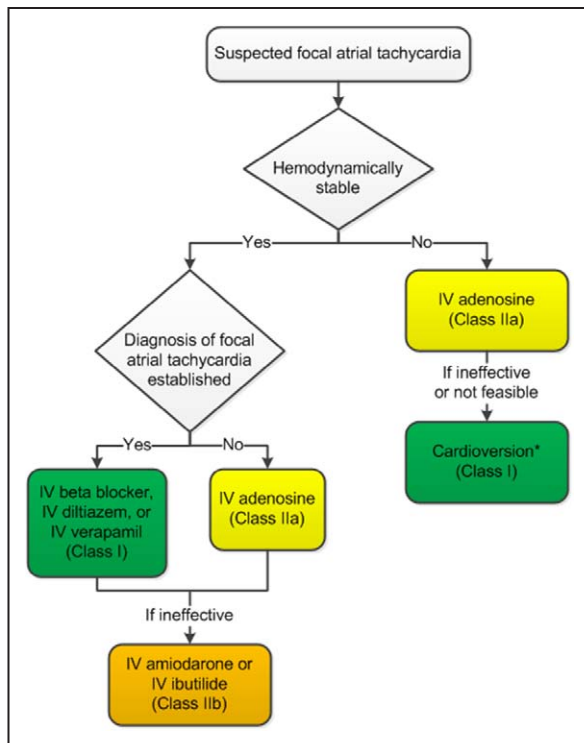 Suspected focal atrial tachycardia
Hemodynamically
stable
Yes
No
IV adenosine
(Class IIa)
Diagnosis of focal
atrial tachycardia
established
If ineffective
or not feasible
Yes
No
Cardioversion*
(Class I)
IV beta blocker,
IV diltiazem, or
IV verapamil
(Class I)
IV adenosine
(Class IIa)
If ineffective
IV amiodarone or
IV ibutilide
(Class IIb)